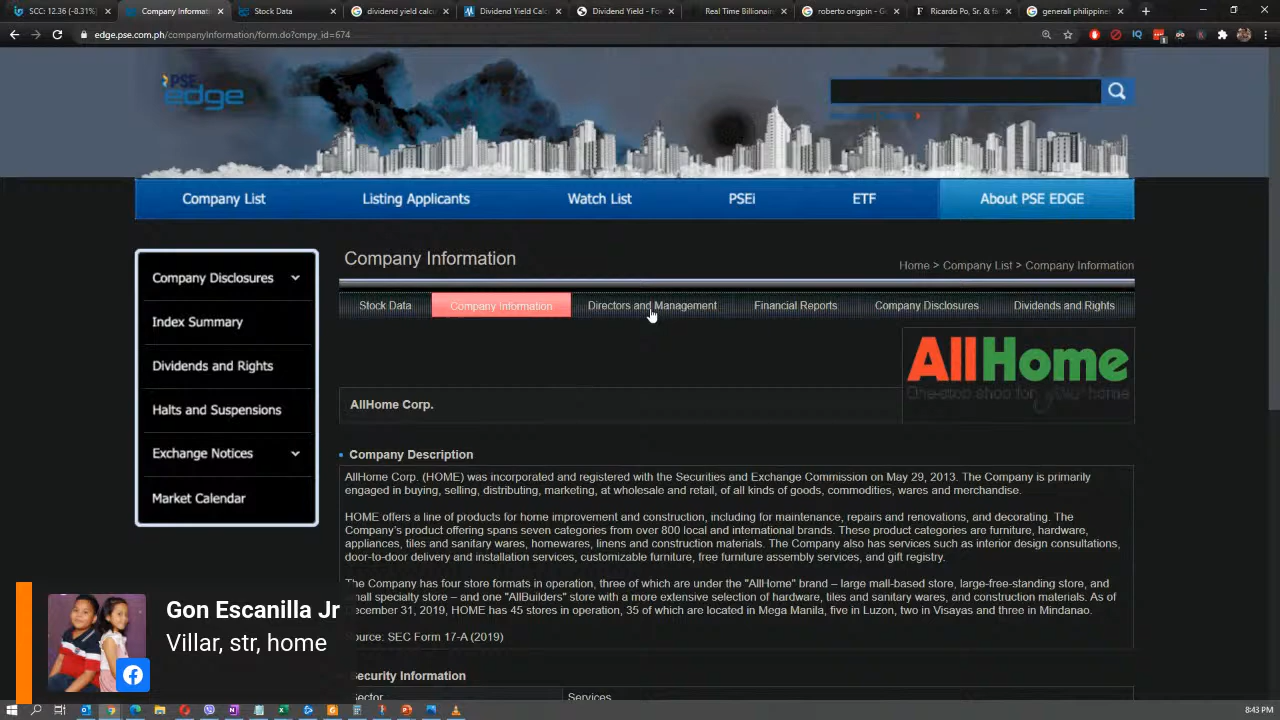 SCC: 12.36 (-8.31%)
Company Informati
Stock Data
dividend yield calcu
Dividend Yield Calc
Dividend Yield - Fo
Real Time Billionai
roberto ongpin - G
Ricardo Po, Sr. & f
generali philippine
edge.pse.com.ph/companyInformation/form.do?cmpy_id=674
PSE
edge
Company List
Listing Applicants
Watch List
PSEi
ETF
About PSE EDGE
Company Disclosures
Index Summary
Dividends and Rights
Halts and Suspensions
Exchange Notices
Market Calendar
Company Information
Home > Company List > Company Information
Stock Data
Company Information
Directors and Management
Financial Reports
Company Disclosures
Dividends and Rights
AllHome
One-stop shop for your home
AllHome Corp.
Company Description
AllHome Corp. (HOME) was incorporated and registered with the Securities and Exchange Commission on May 29, 2013. The Company is primarily
engaged in buying, selling, distributing, marketing, at wholesale and retail, of all kinds of goods, commodities, wares and merchandise.
HOME offers a line of products for home improvement and construction, including for maintenance, repairs and renovations, and decorating. The
Company's product offering spans seven categories from over 800 local and international brands. These product categories are furniture, hardware,
appliances, tiles and sanitary wares, homewares, linens and construction materials. The Company also has services such as interior design consultations,
door-to-door delivery and installation services, customizable furniture, free furniture assembly services, and gift registry.
The Company has four store formats in operation, three of which are under the "AllHome" brand – large mall-based store, large-free-standing store, and
mall specialty store – and one "AllBuilders" store with a more extensive selection of hardware, tiles and sanitary wares, and construction materials. As of
ecember 31, 2019, HOME has 45 stores in operation, 35 of which are located in Mega Manila, five in Luzon, two in Visayas and three in Mindanao.
ource: SEC Form 17-A (2019)
Security Information
Sector
Services
Gon Escanilla Jr
Villar, str, home
8:43 PM